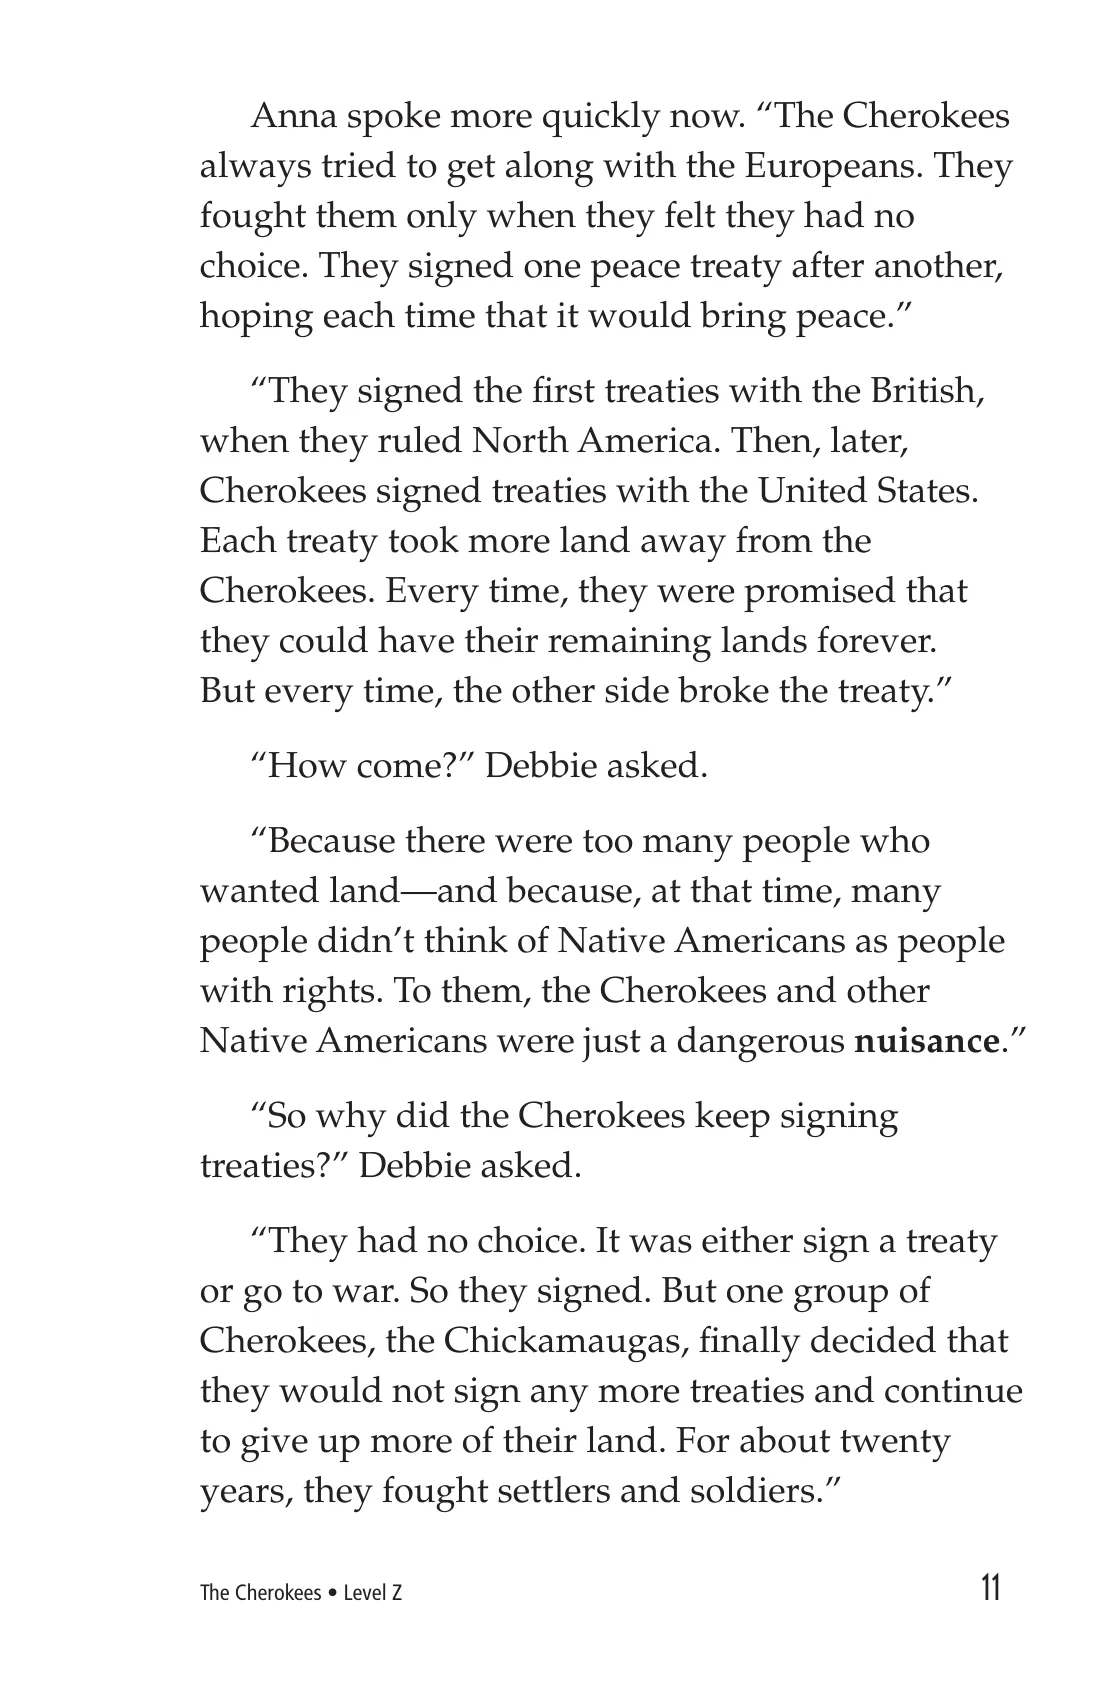 Anna spoke more quickly now. “The Cherokees
always tried to get along with the Europeans. They
fought them only when they felt they had no
choice. They signed one peace treaty after another,
hoping each time that it would bring peace.”
“They signed the first treaties with the British,
when they ruled North America. Then, later,
Cherokees signed treaties with the United States.
Each treaty took more land away from the
Cherokees. Every time, they were promised that
they could have their remaining lands forever.
But every time, the other side broke the treaty.”
“How come?” Debbie asked.
“Because there were too many people who
wanted land—and because, at that time, many
people didn’t think of Native Americans as people
with rights. To them, the Cherokees and other
Native Americans were just a dangerous nuisance.”
“So why did the Cherokees keep signing
treaties?” Debbie asked.
“They had no choice. It was either sign a treaty
or go to war. So they signed. But one group of
Cherokees, the Chickamaugas, finally decided that
they would not sign any more treaties and continue
to give up more of their land. For about twenty
years, they fought settlers and soldiers.”
The Cherokees • Level Z 11